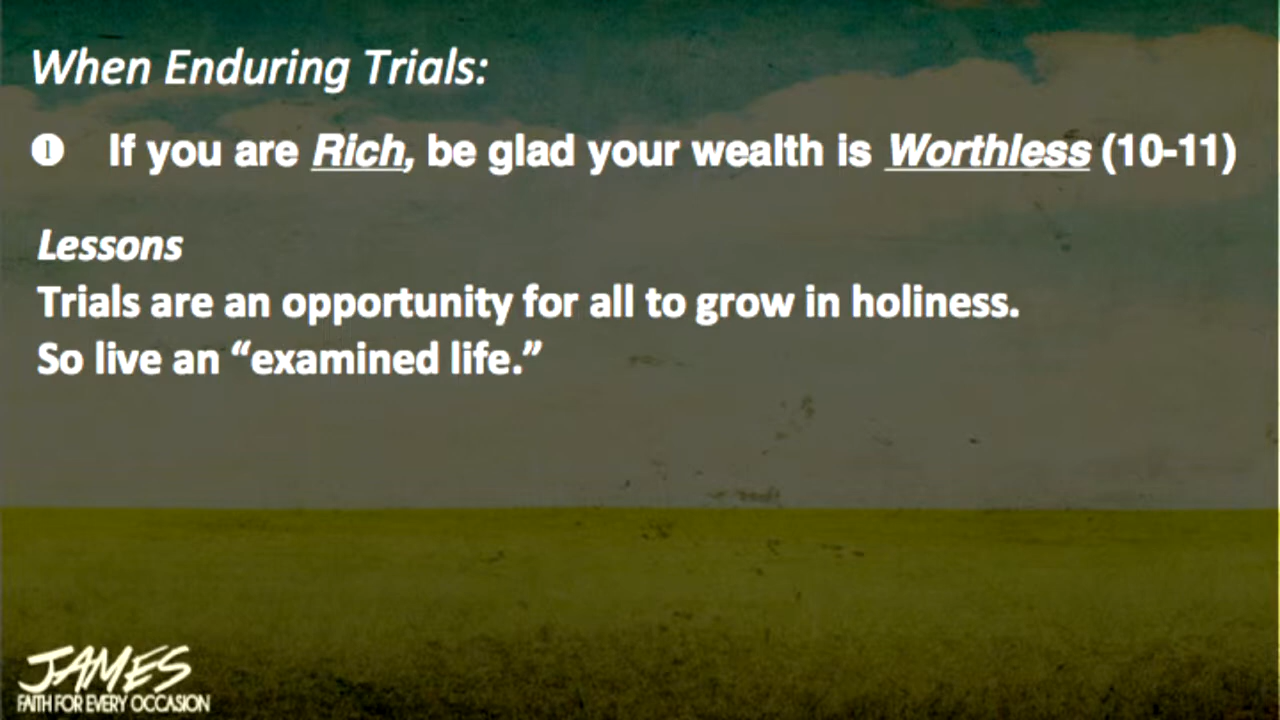 When Enduring Trials:
❶ If you are Rich, be glad your wealth is Worthless (10-11)
Lessons
Trials are an opportunity for all to grow in holiness.
So live an “examined life.”
JAMES
FAITH FOR EVERY OCCASION